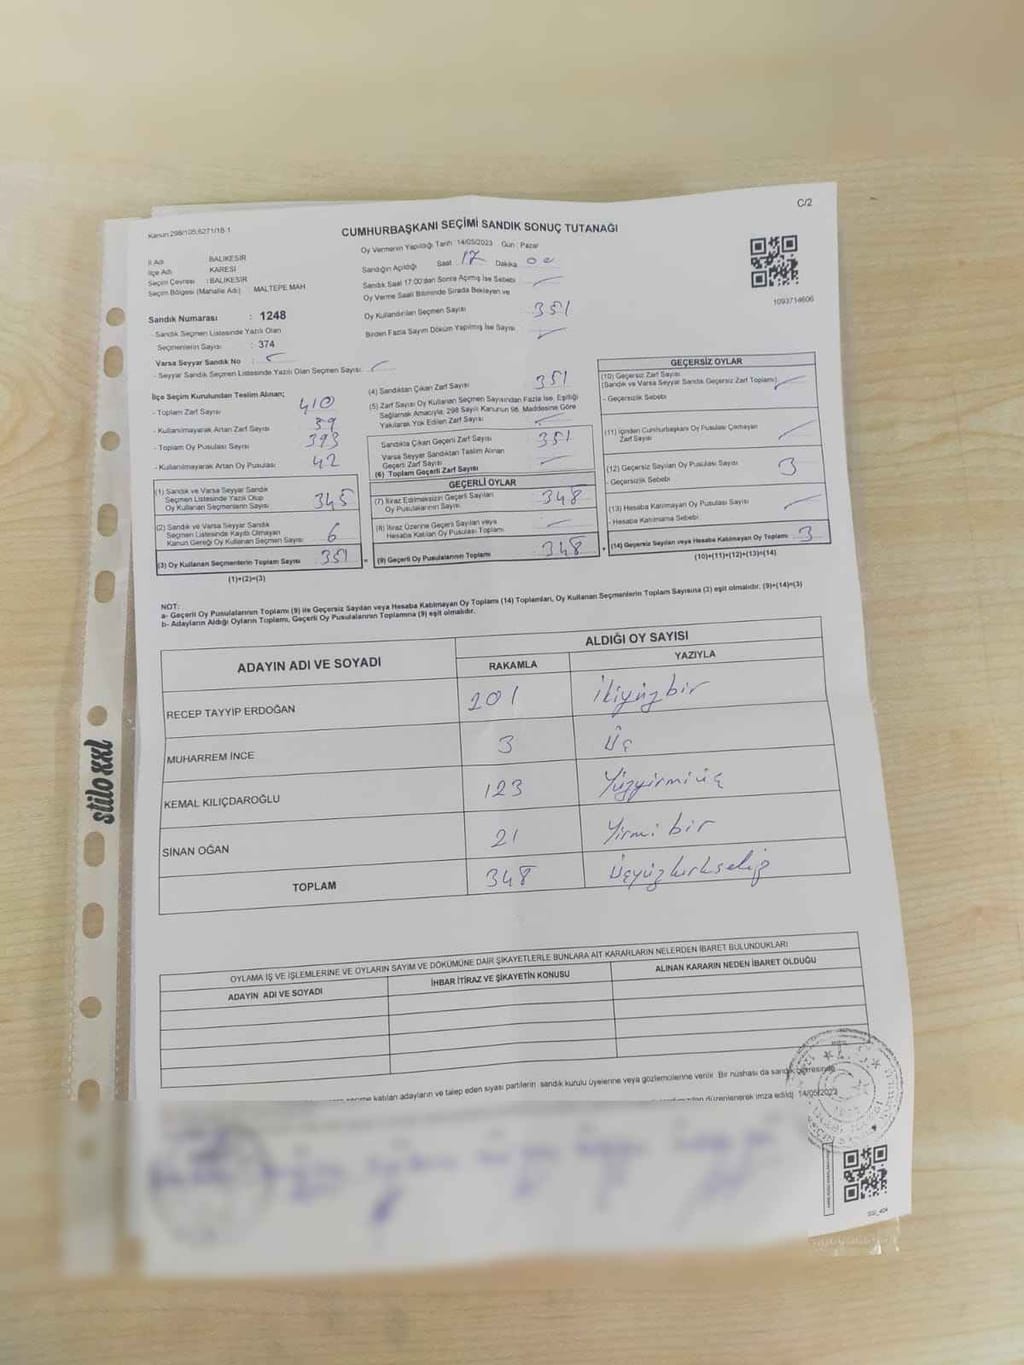 C/2
Kanun:298/105;6271/18-1
CUMHURBAŞKANI SEÇİMİ SANDIK SONUÇ TUTANAĞI
İl Adı : BALIKESİR
İlçe Adı : KARESİ
Seçim Çevresi : BALIKESİR
Seçim Bölgesi (Mahalle Adı) MALTEPE MAH.
Oy Vermenin Yapıldığı Tarih 14/05/2023 Gün : Pazar
Sandığın Açıldığı Saat 17 Dakika 00
Sandık Saat 17:00'dan Sonra Açımış İse Sebebi
Oy Verme Saati Bitiminde Sırada Bekleyen ve
Oy Kullandırılan Seçmen Sayısı 351
Birden Fazla Sayım Döküm Yapılmış İse Sayısı
1093714606
Sandık Numarası : 1248
- Sandık Seçmen Listesinde Yazılı Olan
Seçmenlerin Sayısı : 374
Varsa Seyyar Sandık No :
- Seyyar Sandık Seçmen Listesinde Yazılı Olan Seçmen Sayısı
İlçe Seçim Kurulundan Teslim Alınan;
- Toplam Zarf Sayısı 410
- Kullanılmayarak Artan Zarf Sayısı 59
- Toplam Oy Pusulası Sayısı 393
- Kullanılmayarak Artan Oy Pusulası 42
(1) Sandık ve Varsa Seyyar Sandık
Seçmen Listesinde Yazılı Olup
Oy Kullanan Seçmenlerin Sayısı 345
(2) Sandık ve Varsa Seyyar Sandık
Seçmen Listesinde Kayıtlı Olmayan
Kanun Gereği Oy Kullanan Seçmen Sayısı 6
(3) Oy Kullanan Seçmenlerin Toplam Sayısı 351
(1)+(2)=(3)
(4) Sandıktan Çıkan Zarf Sayısı 351
(5) Zarf Sayısı Oy Kullanan Seçmen Sayısından Fazla İse, Eşitliği
Sağlamak Amacıyla, 298 Sayılı Kanunun 98. Maddesine Göre
Yakılarak Yok Edilen Zarf Sayısı
Sandıkta Çıkan Geçerli Zarf Sayısı 351
Varsa Seyyar Sandıktan Teslim Alınan
Geçerli Zarf Sayısı
(6) Toplam Geçerli Zarf Sayısı
GEÇERLİ OYLAR
(7) İtiraz Edilmeksizin Geçerli Sayılan
Oy Pusulalarının Sayısı 348
(8) İtiraz Üzerine Geçerli Sayılan veya
Hesaba Katılan Oy Pusulası Toplamı
(9) Geçerli Oy Pusulalarının Toplamı 348
GEÇERSİZ OYLAR
(10) Geçersiz Zarf Sayısı
(Sandık ve Varsa Seyyar Sandık Geçersiz Zarf Toplamı)
- Geçersizlik Sebebi
(11) İçinden Cumhurbaşkanı Oy Pusulası Çıkmayan
Zarf Sayısı
(12) Geçersiz Sayılan Oy Pusulası Sayısı 3
- Geçersizlik Sebebi
(13) Hesaba Katılmayan Oy Pusulası Sayısı
- Hesaba Katılmama Sebebi
(14) Geçersiz Sayılan veya Hesaba Katılmayan Oy Toplamı 3
(10)+(11)+(12)+(13)=(14)
NOT:
a- Geçerli Oy Pusulalarının Toplamı (9) ile Geçersiz Sayılan veya Hesaba Katılmayan Oy Toplamı (14) Toplamları, Oy Kullanan Seçmenlerin Toplam Sayısına (3) eşit olmalıdır. (9)+(14)=(3)
b- Adayların Aldığı Oyların Toplamı, Geçerli Oy Pusulalarının Toplamına (9) eşit olmalıdır.
ADAYIN ADI VE SOYADI ALDIĞI OY SAYISI
RAKAMLA YAZIYLA
RECEP TAYYİP ERDOĞAN 201 İkiyüzbir
MUHARREM İNCE 3 Üç
KEMAL KILIÇDAROĞLU 123 Yüzyirmiüç
SİNAN OĞAN 21 Yirmi bir
TOPLAM 348 Üçyüzkırksekiz
OYLAMA İŞ VE İŞLEMLERİNE VE OYLARIN SAYIM VE DÖKÜMÜNE DAİR ŞİKAYETLERLE BUNLARA AİT KARARLARIN NELERDEN İBARET BULUNDUKLARI
ADAYIN ADI VE SOYADI İHBAR İTİRAZ VE ŞİKAYETİN KONUSU ALINAN KARARIN NEDEN İBARET OLDUĞU
seçime katılan adayların ve talep eden siyasi partilerin sandık kurulu üyelerine veya gözlemcilerine verilir. Bir nüshası da sandık çevresinde
düzenlenerek imza edildi. 14/05/2023
stilo xxl